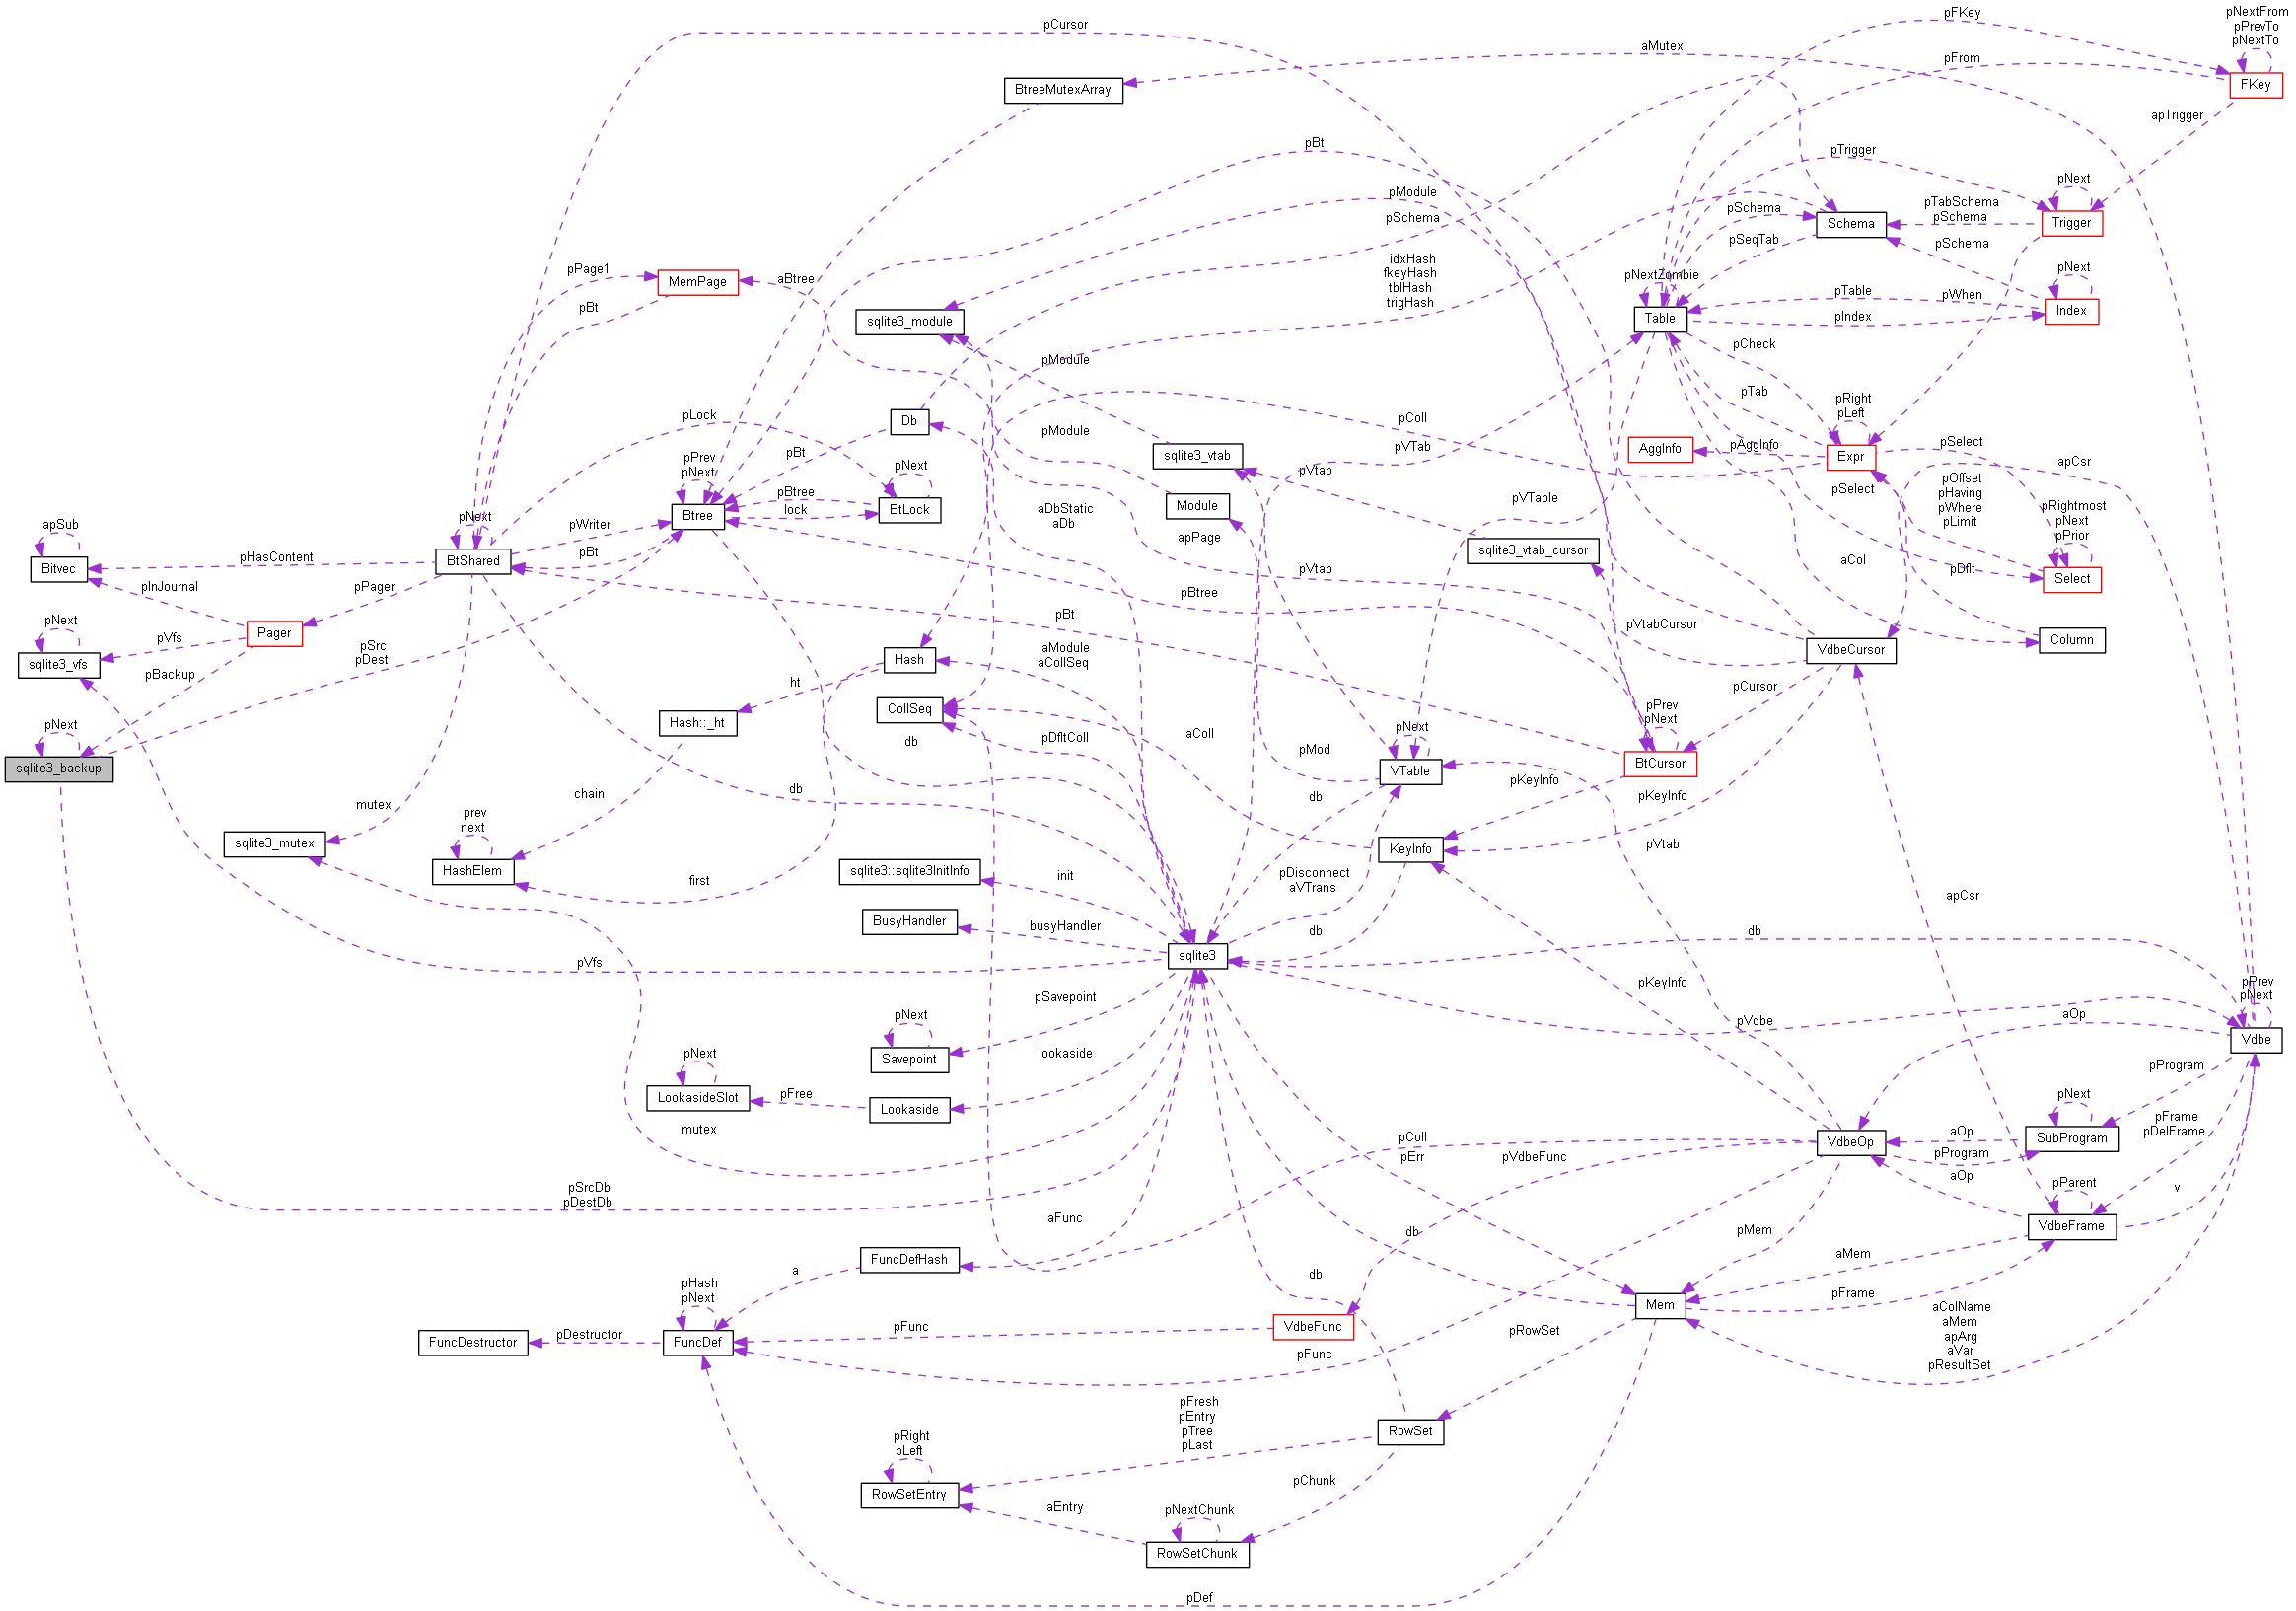 pCursor
pFKey
pNextFrom
pPrevTo
pNextTo
aMutex
pFrom
BtreeMutexArray
FKey
apTrigger
pBt
pTrigger
pNext
pModule
pSchema
pSchema
pTabSchema
pSchema
Trigger
Schema
pSeqTab
pSchema
pPage1
MemPage
aBtree
idxHash
fkeyHash
tblHash
trigHash
pNextZombie
pNext
pBt
sqlite3_module
Table
pTable
pWhen
pIndex
Index
pModule
pCheck
pTab
pRight
pLeft
pLock
Db
pColl
pModule
pVTab
AggInfo
pAggInfo
Expr
pSelect
apCsr
pBt
pPrev
pNext
pNext
sqlite3_vtab
pVtab
pSelect
pOffset
pHaving
pWhere
pLimit
pRightmost
pNext
pPrior
pBtree
lock
Btree
BtLock
aDbStatic
aDb
Module
pVTable
apSub
pNext
pWriter
apPage
sqlite3_vtab_cursor
Bitvec
pHasContent
BtShared
pBt
pVtab
aCol
pDflt
Select
pInJournal
pPager
pBtree
pBt
pNext
Pager
pVfs
pVtabCursor
Column
sqlite3_vfs
pSrc
pDest
aModule
aCollSeq
Hash
VdbeCursor
pBackup
ht
pCursor
pNext
Hash::_ht
CollSeq
pPrev
pNext
db
pDfltColl
aColl
pNext
pMod
sqlite3_backup
VTable
BtCursor
pKeyInfo
chain
db
db
pKeyInfo
mutex
prev
next
sqlite3_mutex
KeyInfo
pVtab
HashElem
first
sqlite3::sqlite3InitInfo
init
pDisconnect
aVTrans
apCsr
BusyHandler
busyHandler
db
db
pVfs
sqlite3
pKeyInfo
pPrev
pNext
pSavepoint
pNext
pVdbe
aOp
Vdbe
Savepoint
lookaside
pNext
pProgram
LookasideSlot
pFree
Lookaside
pNext
mutex
pColl
pErr
pVdbeFunc
VdbeOp
aOp
pProgram
SubProgram
pFrame
pDelFrame
aOp
pParent
v
pSrcDb
pDestDb
aFunc
pMem
VdbeFrame
db
FuncDefHash
aMem
a
db
pHash
pNext
pFrame
Mem
aColName
aMem
apArg
aVar
pResultSet
FuncDestructor
pDestructor
FuncDef
pFunc
VdbeFunc
pRowSet
pFunc
pFresh
pEntry
pTree
pLast
RowSet
pRight
pLeft
pChunk
RowSetEntry
aEntry
pNextChunk
RowSetChunk
pDef